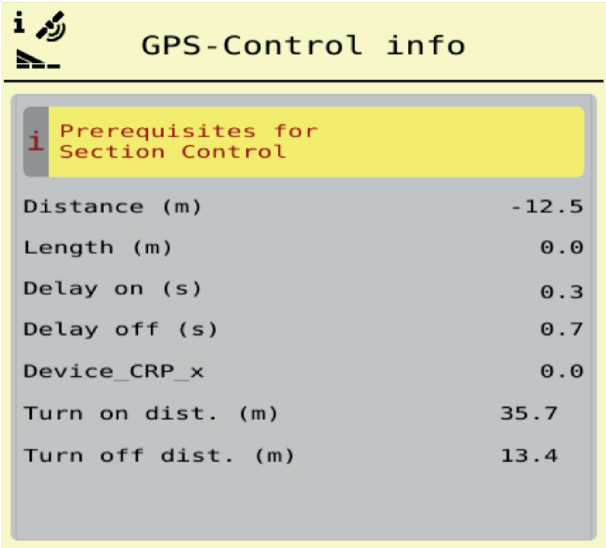 i
GPS-Control info
i Prerequisites for
Section Control
Distance (m) -12.5
Length (m) 0.0
Delay on (s) 0.3
Delay off (s) 0.7
Device_CRP_x 0.0
Turn on dist. (m) 35.7
Turn off dist. (m) 13.4